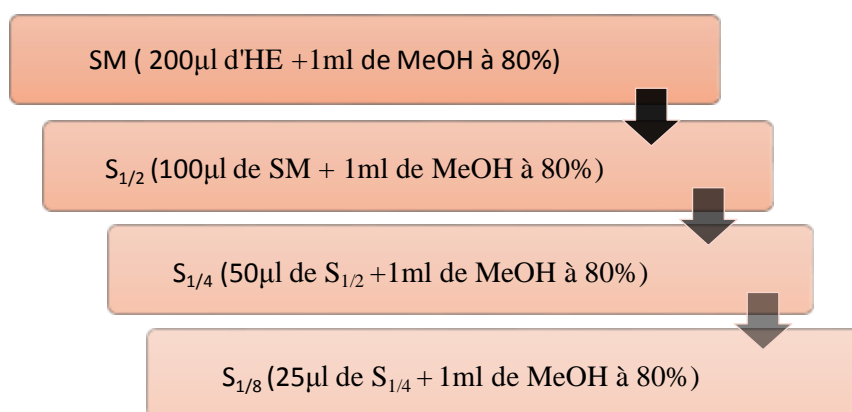 SM ( 200µl d'HE +1ml de MeOH à 80%)
S1/2 (100µl de SM + 1ml de MeOH à 80%)
S1/4 (50µl de S1/2 +1ml de MeOH à 80%)
S1/8 (25µl de S1/4 + 1ml de MeOH à 80%)